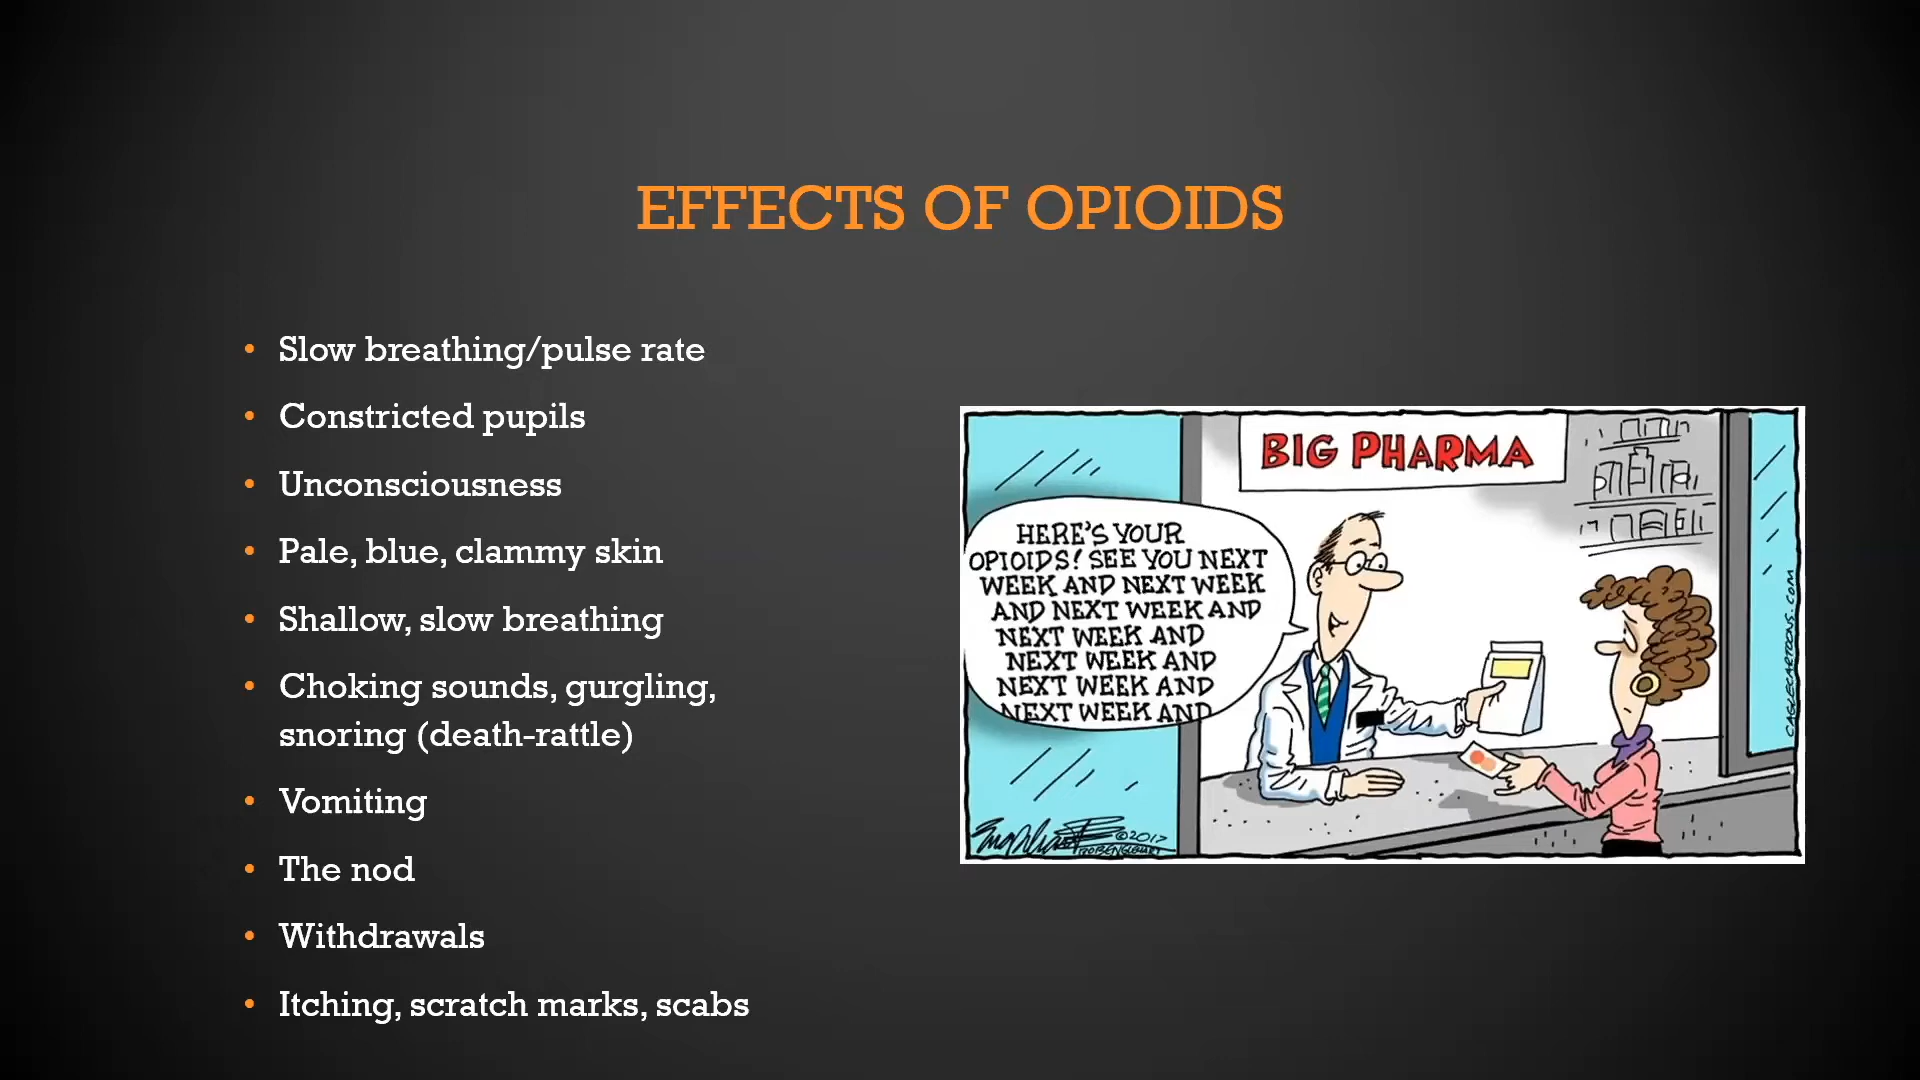 EFFECTS OF OPIOIDS
• Slow breathing/pulse rate
• Constricted pupils
• Unconsciousness
• Pale, blue, clammy skin
• Shallow, slow breathing
• Choking sounds, gurgling,
snoring (death-rattle)
• Vomiting
• The nod
• Withdrawals
• Itching, scratch marks, scabs
BIG PHARMA
HERE'S YOUR
OPIOIDS! SEE YOU NEXT
WEEK AND NEXT WEEK
AND NEXT WEEK AND
NEXT WEEK AND
NEXT WEEK AND
NEXT WEEK AND
NEXT WEEK AND
CAGLECARTOONS.COM
©2017